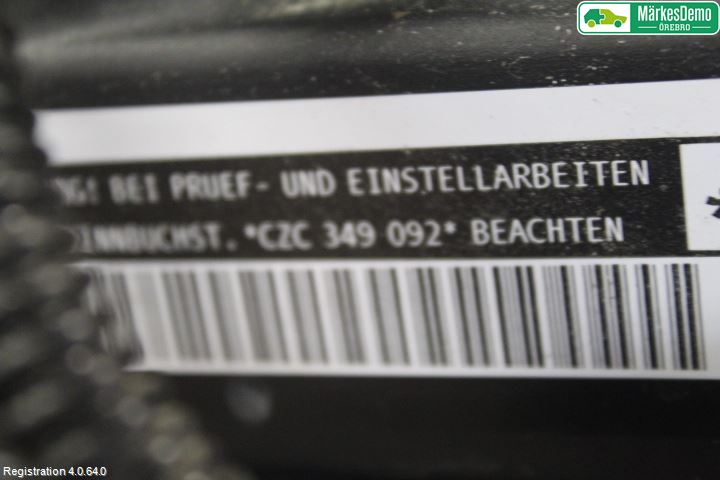 MärkesDemo
ÖREBRO
BEI PRUEF- UND EINSTELLARBEITEN
*CZC 349 092* BEACHTEN
Registration 4.0.64.0